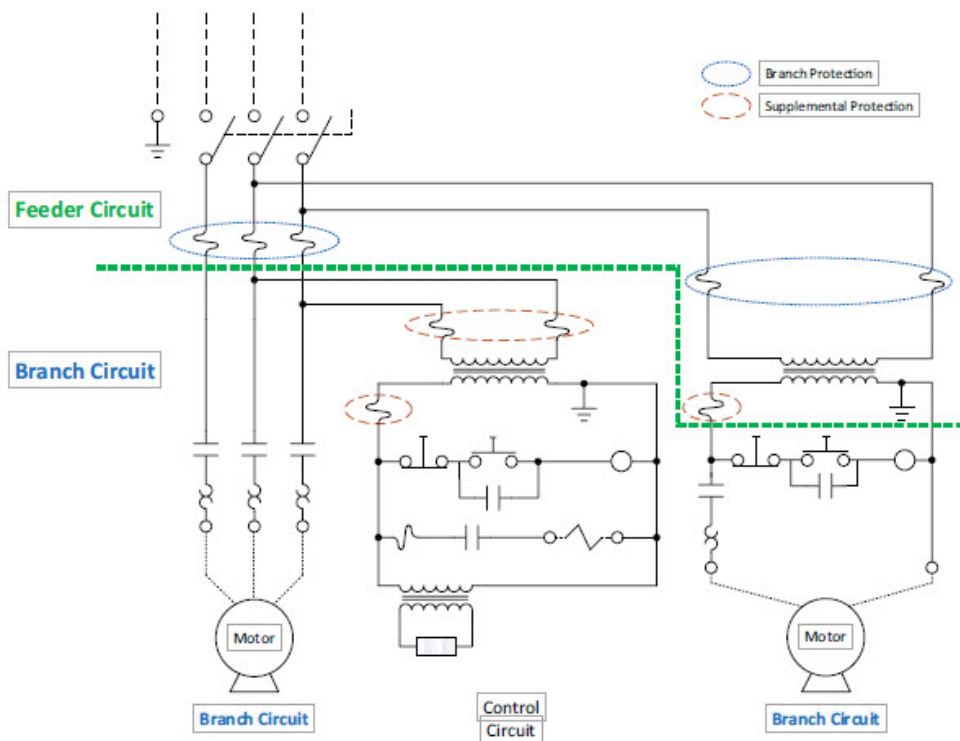 Branch Protection
Supplemental Protection
Feeder Circuit
Branch Circuit
Motor
Motor
Branch Circuit
Control
Circuit
Branch Circuit